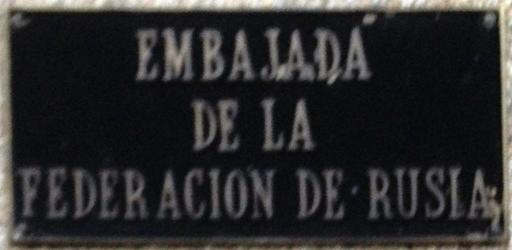 EMBAJADA
DE LA
FEDERACION DE RUSIA